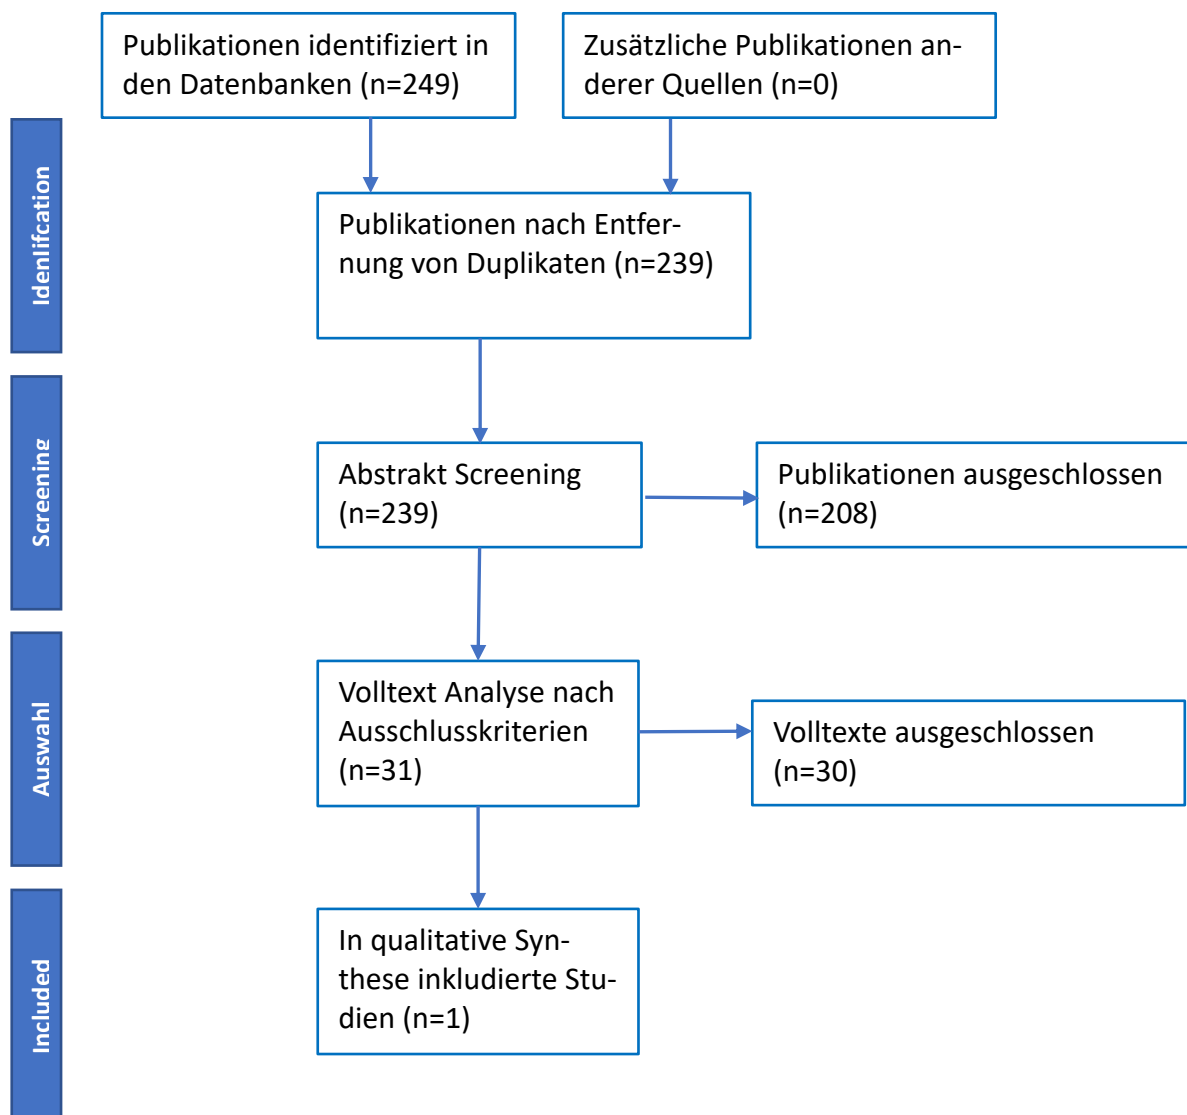 Publikationen identifiziert in
den Datenbanken (n=249)
Zusätzliche Publikationen an-
derer Quellen (n=0)
Idenlifcation
Publikationen nach Entfer-
nung von Duplikaten (n=239)
Screening
Abstrakt Screening
(n=239)
Publikationen ausgeschlossen
(n=208)
Auswahl
Volltext Analyse nach
Ausschlusskriterien
(n=31)
Volltexte ausgeschlossen
(n=30)
Included
In qualitative Syn-
these inkludierte Stu-
dien (n=1)